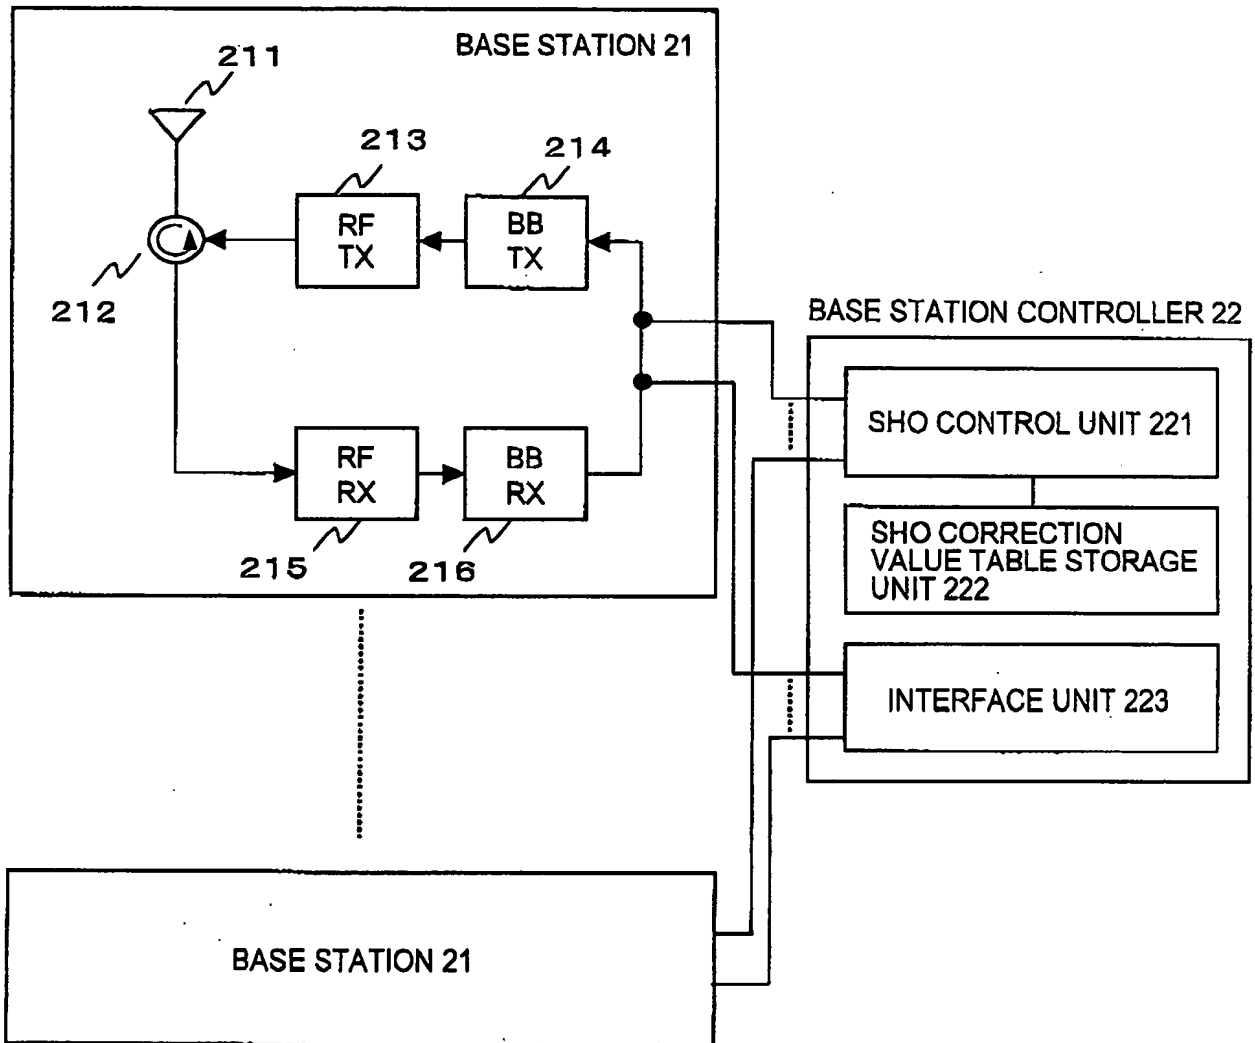 BASE STATION 21
211
213
214
RF
TX
BB
TX
212
BASE STATION CONTROLLER 22
SHO CONTROL UNIT 221
RF
RX
BB
RX
SHO CORRECTION
VALUE TABLE STORAGE
UNIT 222
215
216
INTERFACE UNIT 223
BASE STATION 21